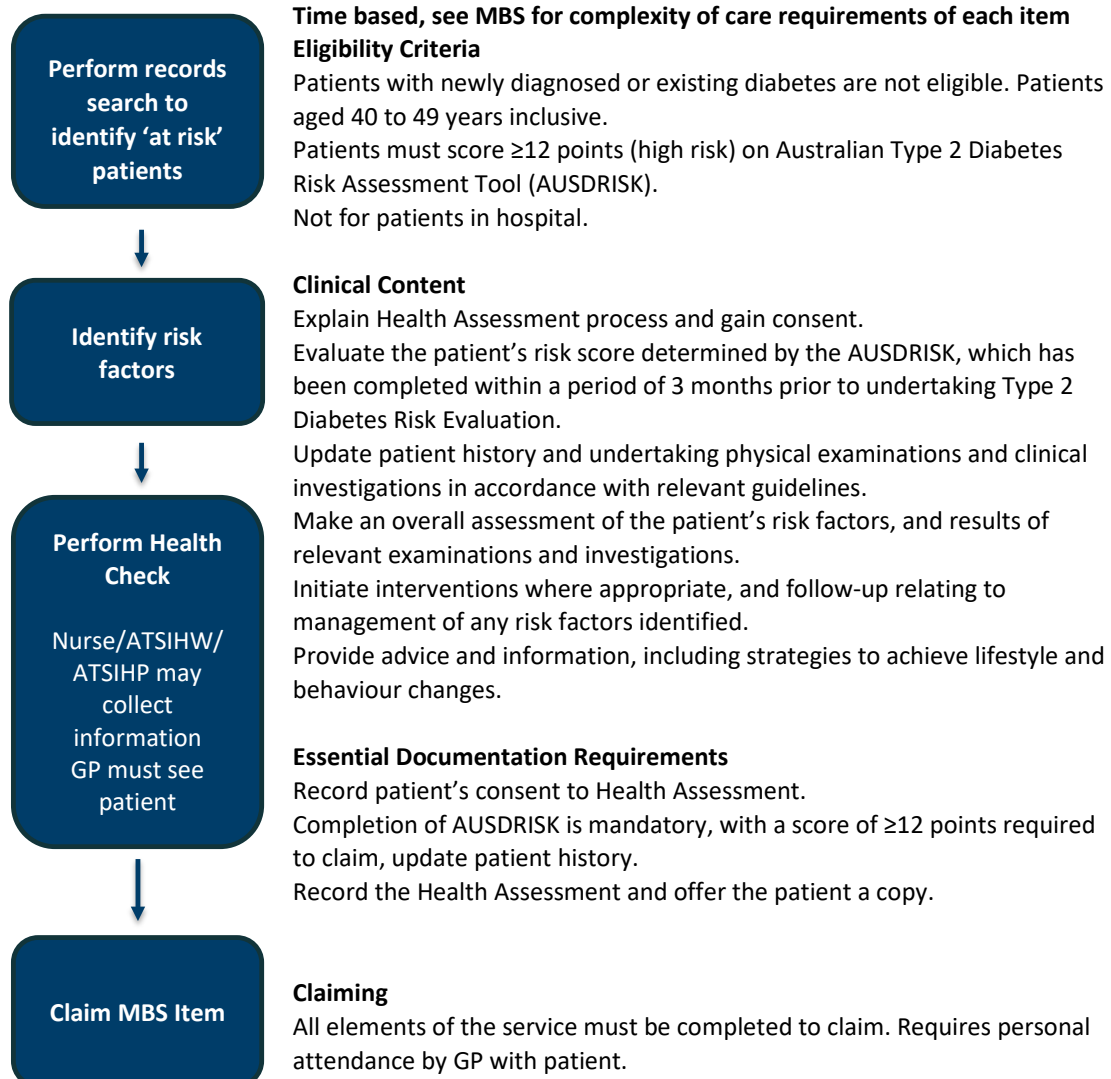 Perform records
search to
identify ‘at risk’
patients
Identify risk
factors
Perform Health
Check
Nurse/ATSIHW/
ATSIHP may
collect
information
GP must see
patient
Claim MBS Item
Time based, see MBS for complexity of care requirements of each item
Eligibility Criteria
Patients with newly diagnosed or existing diabetes are not eligible. Patients
aged 40 to 49 years inclusive.
Patients must score ≥12 points (high risk) on Australian Type 2 Diabetes
Risk Assessment Tool (AUSDRISK).
Not for patients in hospital.
Clinical Content
Explain Health Assessment process and gain consent.
Evaluate the patient’s risk score determined by the AUSDRISK, which has
been completed within a period of 3 months prior to undertaking Type 2
Diabetes Risk Evaluation.
Update patient history and undertaking physical examinations and clinical
investigations in accordance with relevant guidelines.
Make an overall assessment of the patient’s risk factors, and results of
relevant examinations and investigations.
Initiate interventions where appropriate, and follow-up relating to
management of any risk factors identified.
Provide advice and information, including strategies to achieve lifestyle and
behaviour changes.
Essential Documentation Requirements
Record patient’s consent to Health Assessment.
Completion of AUSDRISK is mandatory, with a score of ≥12 points required
to claim, update patient history.
Record the Health Assessment and offer the patient a copy.
Claiming
All elements of the service must be completed to claim. Requires personal
attendance by GP with patient.